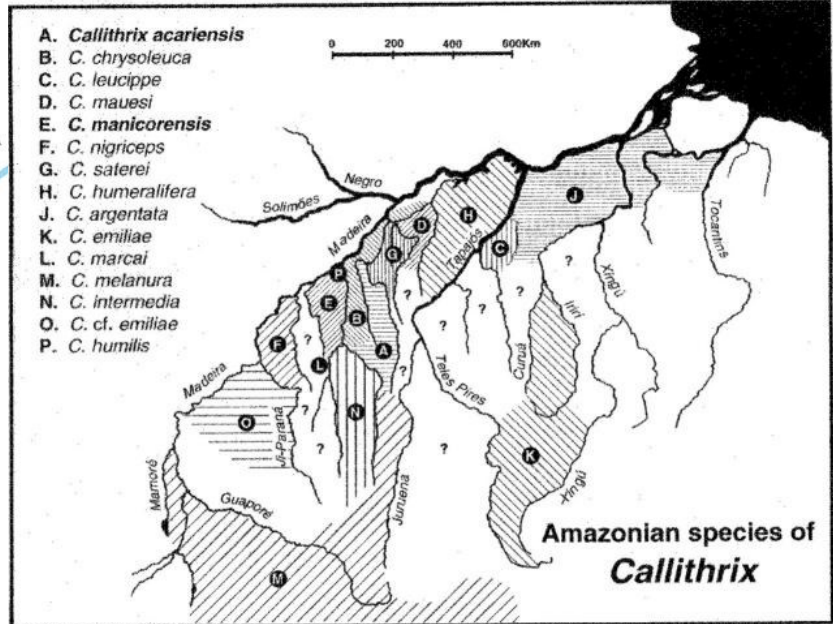 A. Callithrix acariensis
B. C. chrysoleuca
C. C. leucippe
D. C. mauesi
E. C. manicorensis
F. C. nigriceps
G. C. saterei
H. C. humeralifera
J. C. argentata
K. C. emiliae
L. C. marcai
M. C. melanura
N. C. intermedia
O. C. cf. emiliae
P. C. humilis
0 200 400 600Km
Negro
Solimões
Madeira
Tapajós
Tocantins
Xingú
Iriri
Curuá
Teles Pires
Madeira
Ji-Paraná
Mamoré
Guaporé
Juruena
Xingú
D
H
J
G
C
P
E
B
A
F
L
N
O
K
M
?
?
?
?
?
?
?
?
?
?
Amazonian species of
Callithrix